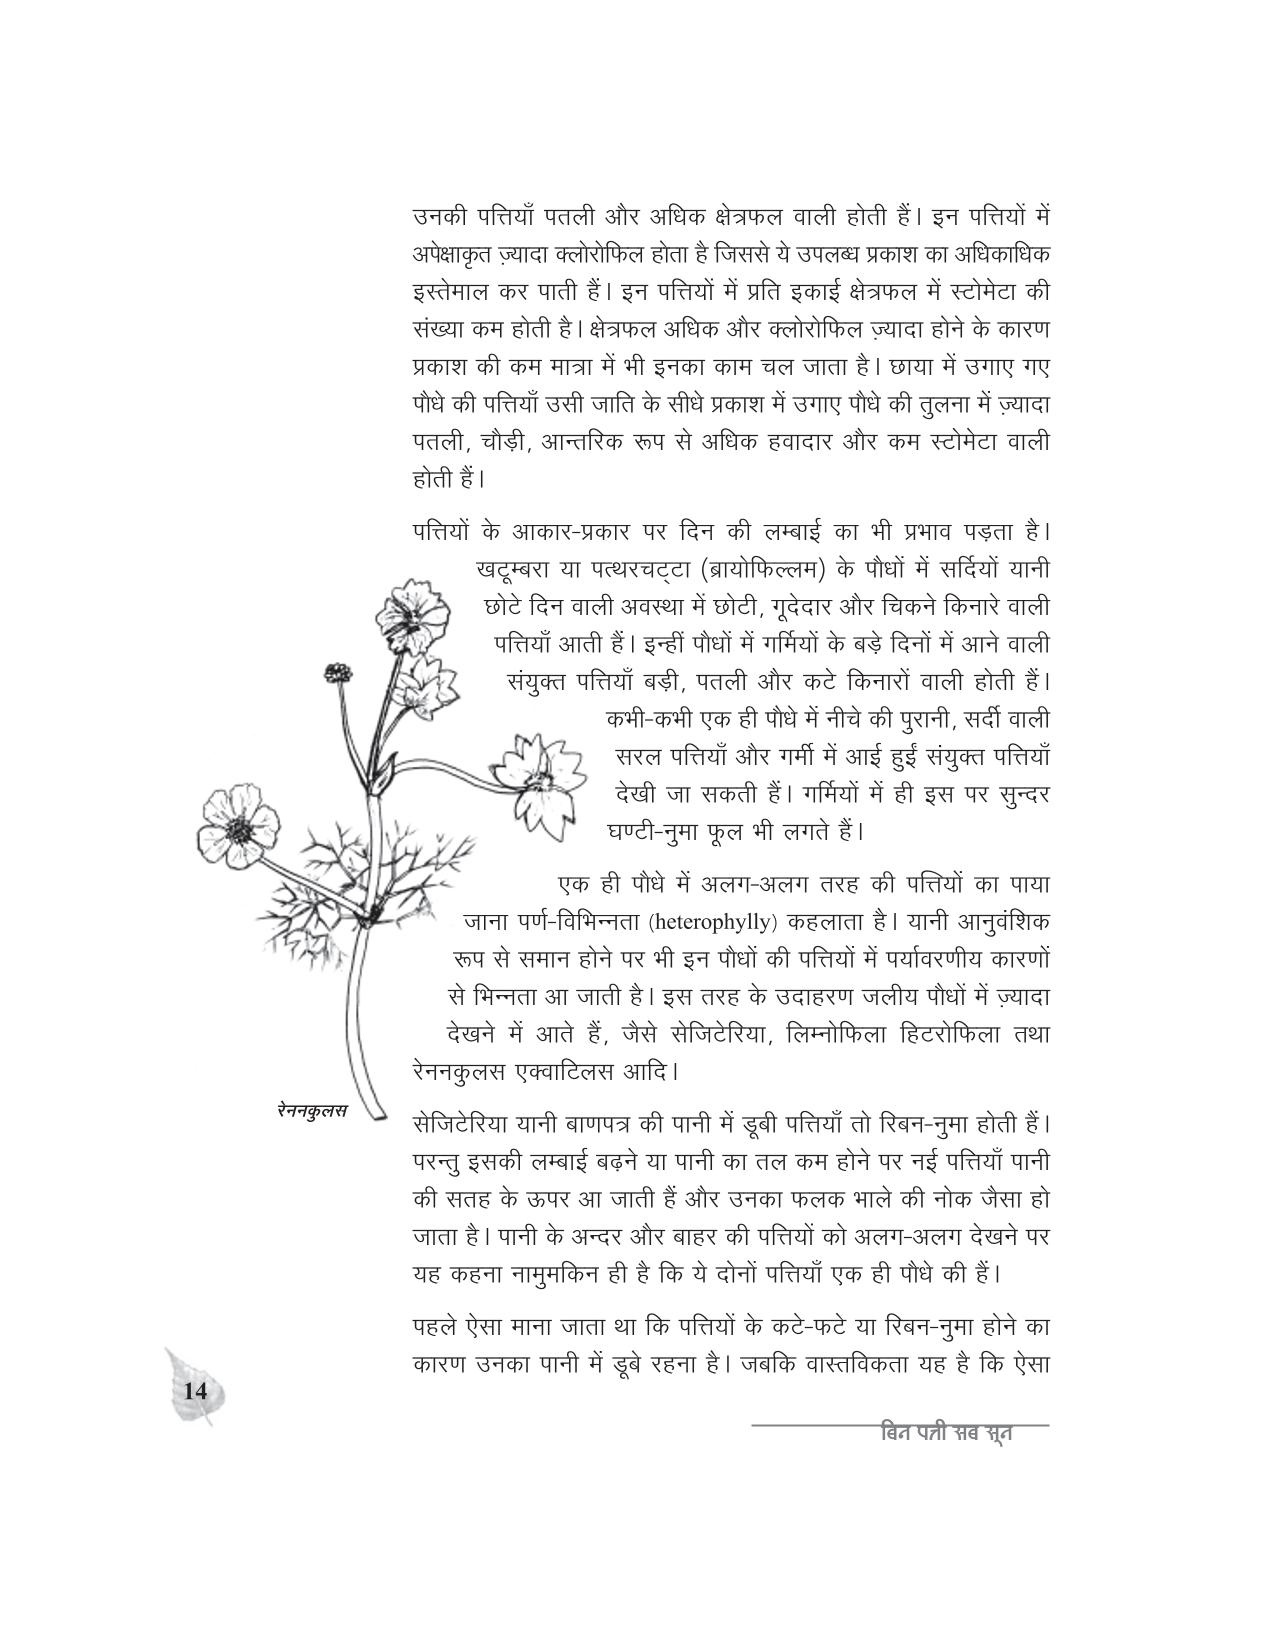 उनकी पत्तियाँ पतली और अधिक क्षेत्रफल वाली होती हैं। इन पत्तियों में
अपेक्षाकृत ज़्यादा क्लोरोफिल होता है जिससे ये उपलब्ध प्रकाश का अधिकाधिक
इस्तेमाल कर पाती हैं। इन पत्तियों में प्रति इकाई क्षेत्रफल में स्टोमेटा की
संख्या कम होती है। क्षेत्रफल अधिक और क्लोरोफिल ज़्यादा होने के कारण
प्रकाश की कम मात्रा में भी इनका काम चल जाता है। छाया में उगाए गए
पौधे की पत्तियाँ उसी जाति के सीधे प्रकाश में उगाए पौधे की तुलना में ज़्यादा
पतली, चौड़ी, आन्तरिक रूप से अधिक हवादार और कम स्टोमेटा वाली
होती हैं।
पत्तियों के आकार-प्रकार पर दिन की लम्बाई का भी प्रभाव पड़ता है।
खटूम्बरा या पत्थरचट्टा (ब्रायोफिल्लम) के पौधों में सर्दियों यानी
छोटे दिन वाली अवस्था में छोटी, गूदेदार और चिकने किनारे वाली
पत्तियाँ आती हैं। इन्हीं पौधों में गर्मियों के बड़े दिनों में आने वाली
संयुक्त पत्तियाँ बड़ी, पतली और कटे किनारों वाली होती हैं।
कभी-कभी एक ही पौधे में नीचे की पुरानी, सर्दी वाली
सरल पत्तियाँ और गर्मी में आई हुईं संयुक्त पत्तियाँ
देखी जा सकती हैं। गर्मियों में ही इस पर सुन्दर
घण्टी-नुमा फूल भी लगते हैं।
एक ही पौधे में अलग-अलग तरह की पत्तियों का पाया
जाना पर्ण-विभिन्नता (heterophylly) कहलाता है। यानी आनुवंशिक
रूप से समान होने पर भी इन पौधों की पत्तियों में पर्यावरणीय कारणों
से भिन्नता आ जाती है। इस तरह के उदाहरण जलीय पौधों में ज़्यादा
देखने में आते हैं, जैसे सेजिटेरिया, लिम्नोफिला हिटरोफिला तथा
रेननकुलस एक्वाटिलस आदि।
रेननकुलस
सेजिटेरिया यानी बाणपत्र की पानी में डूबी पत्तियाँ तो रिबन-नुमा होती हैं।
परन्तु इसकी लम्बाई बढ़ने या पानी का तल कम होने पर नई पत्तियाँ पानी
की सतह के ऊपर आ जाती हैं और उनका फलक भाले की नोक जैसा हो
जाता है। पानी के अन्दर और बाहर की पत्तियों को अलग-अलग देखने पर
यह कहना नामुमकिन ही है कि ये दोनों पत्तियाँ एक ही पौधे की हैं।
पहले ऐसा माना जाता था कि पत्तियों के कटे-फटे या रिबन-नुमा होने का
कारण उनका पानी में डूबे रहना है। जबकि वास्तविकता यह है कि ऐसा
14
बिन पत्ती सब सून